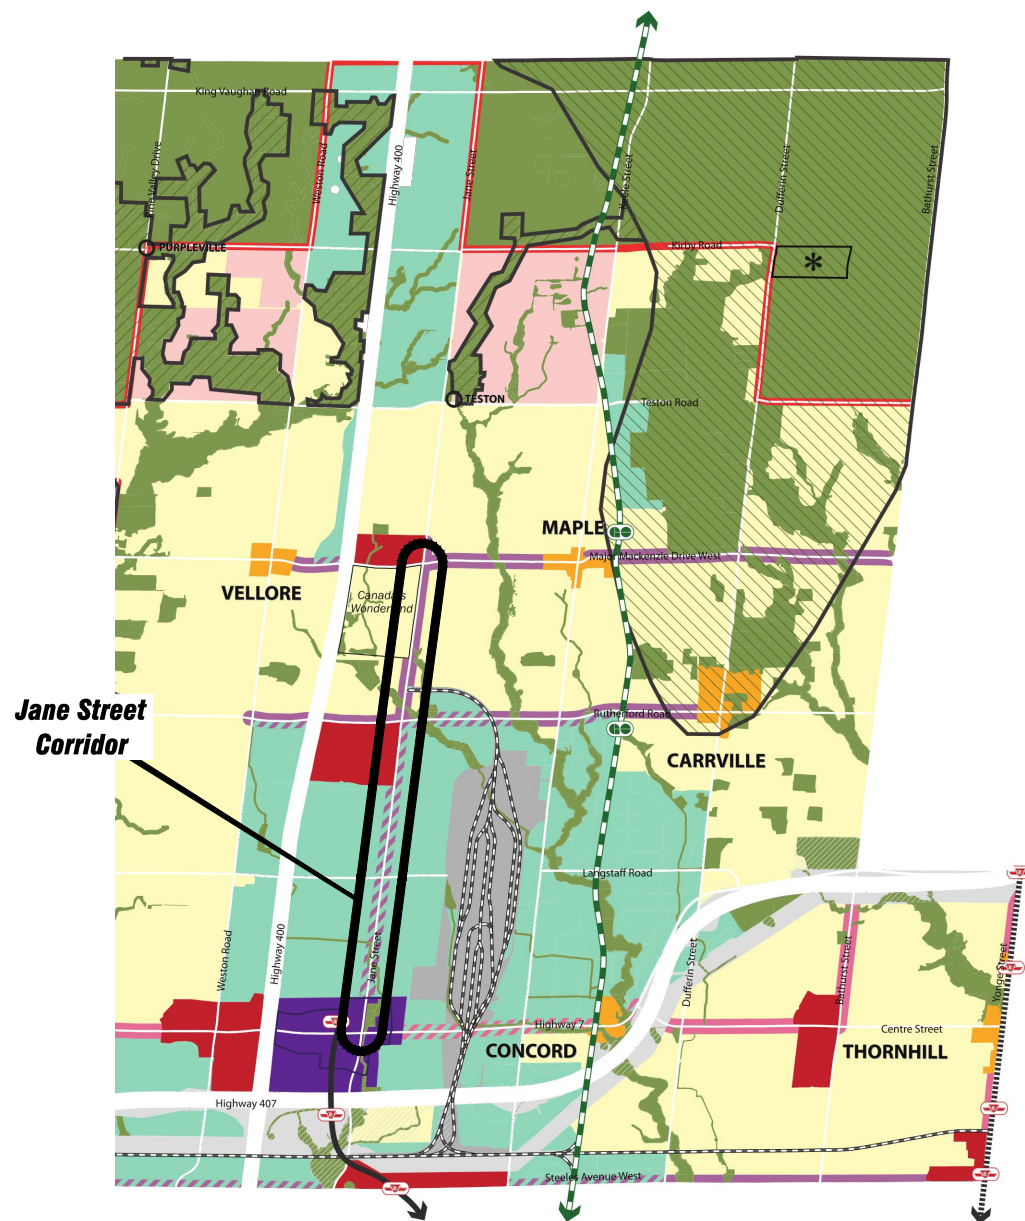 King Vaughan Road
Valley Drive
Weston Road
Highway 400
Jane Street
Keele Street
Dufferin Street
Bathurst Street
PURPLEVILLE
Kirby Road
*
TESTON
Teston Road
MAPLE
Major Mackenzie Drive West
VELLORE
Canada's
Wonderland
Jane Street
Corridor
Rutherford Road
CARRVILLE
Langstaff Road
Weston Road
Highway 400
Jane Street
Dufferin Street
Bathurst Street
Yonge Street
Highway 7
Centre Street
CONCORD
THORNHILL
Highway 407
Steeles Avenue West